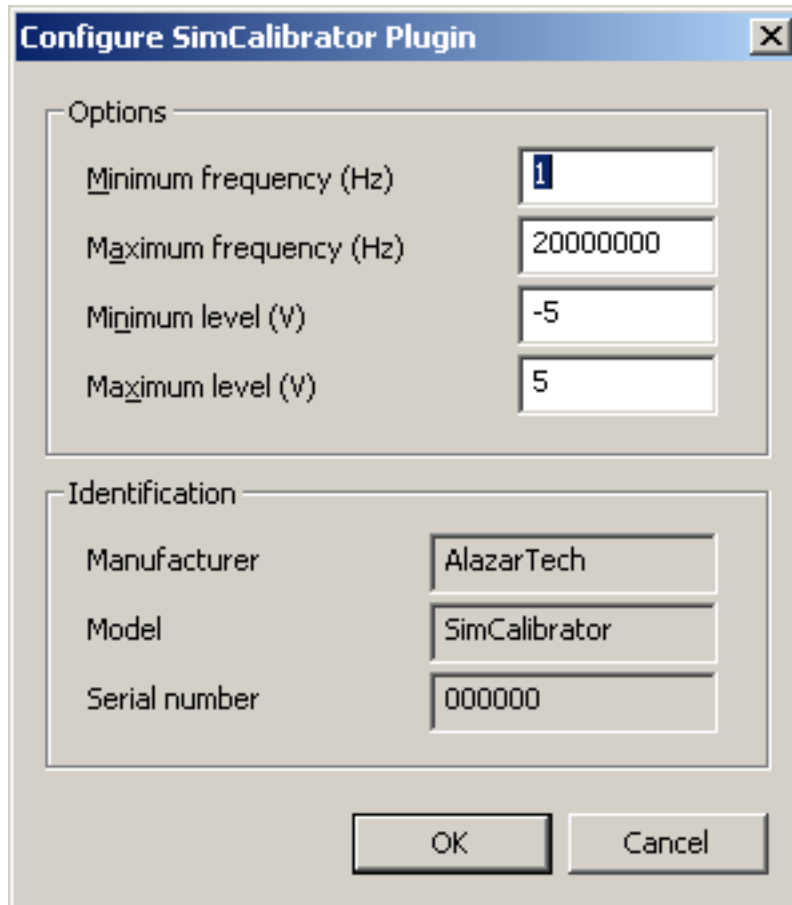 Configure SimCalibrator Plugin
Options
Minimum frequency (Hz) 1
Maximum frequency (Hz) 20000000
Minimum level (V) -5
Maximum level (V) 5
Identification
Manufacturer AlazarTech
Model SimCalibrator
Serial number 000000
OK Cancel